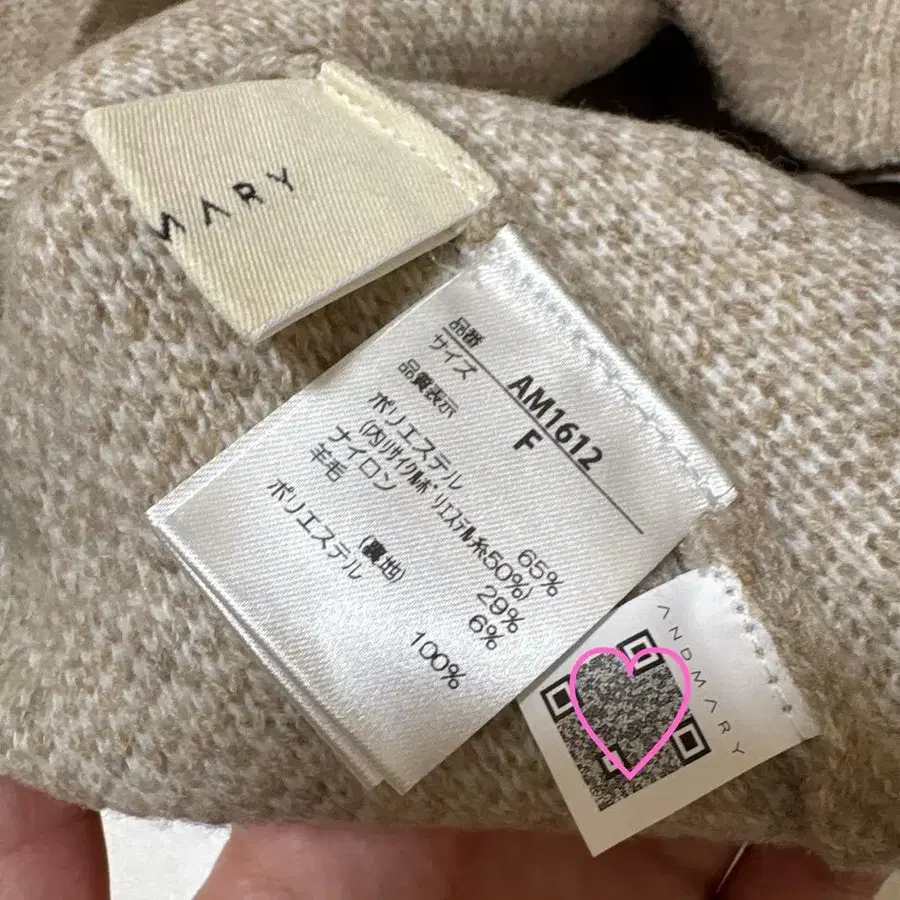 MARY
品番 AM1612
サイズ F
品質表示
ポリエステル 65%
(内リサイクルポリエステル糸50%)
ナイロン 29%
羊毛 6%
(裏地)
ポリエステル 100%
ANDMARY